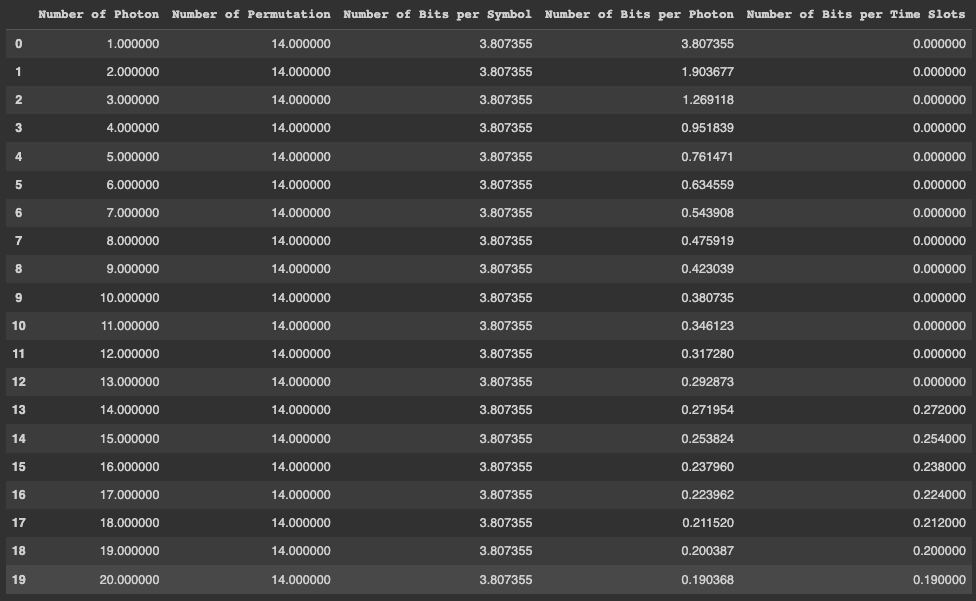 Number of Photon Number of Permutation Number of Bits per Symbol Number of Bits per Photon Number of Bits per Time Slots
0 1.000000 14.000000 3.807355 3.807355 0.000000
1 2.000000 14.000000 3.807355 1.903677 0.000000
2 3.000000 14.000000 3.807355 1.269118 0.000000
3 4.000000 14.000000 3.807355 0.951839 0.000000
4 5.000000 14.000000 3.807355 0.761471 0.000000
5 6.000000 14.000000 3.807355 0.634559 0.000000
6 7.000000 14.000000 3.807355 0.543908 0.000000
7 8.000000 14.000000 3.807355 0.475919 0.000000
8 9.000000 14.000000 3.807355 0.423039 0.000000
9 10.000000 14.000000 3.807355 0.380735 0.000000
10 11.000000 14.000000 3.807355 0.346123 0.000000
11 12.000000 14.000000 3.807355 0.317280 0.000000
12 13.000000 14.000000 3.807355 0.292873 0.000000
13 14.000000 14.000000 3.807355 0.271954 0.272000
14 15.000000 14.000000 3.807355 0.253824 0.254000
15 16.000000 14.000000 3.807355 0.237960 0.238000
16 17.000000 14.000000 3.807355 0.223962 0.224000
17 18.000000 14.000000 3.807355 0.211520 0.212000
18 19.000000 14.000000 3.807355 0.200387 0.200000
19 20.000000 14.000000 3.807355 0.190368 0.190000